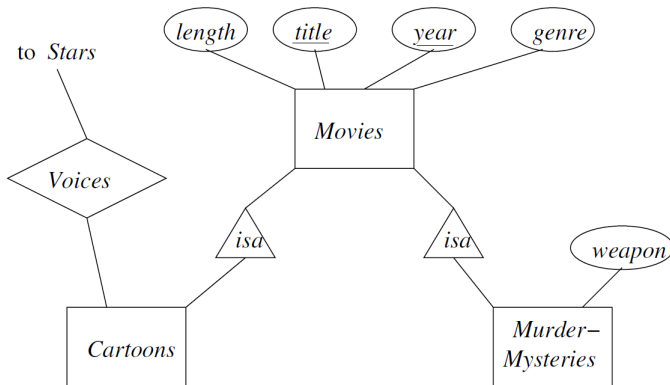 length
title
year
genre
to Stars
Movies
Voices
isa
isa
weapon
Cartoons
Murder−
Mysteries